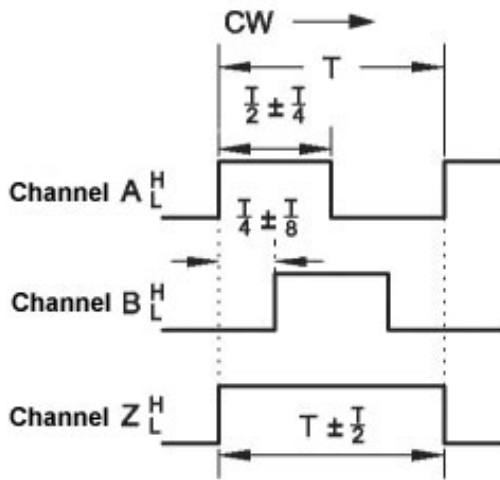 CW
T
T/2 ± T/4
Channel A H L
T/4 ± T/8
Channel B H L
Channel Z H L
T ± T/2